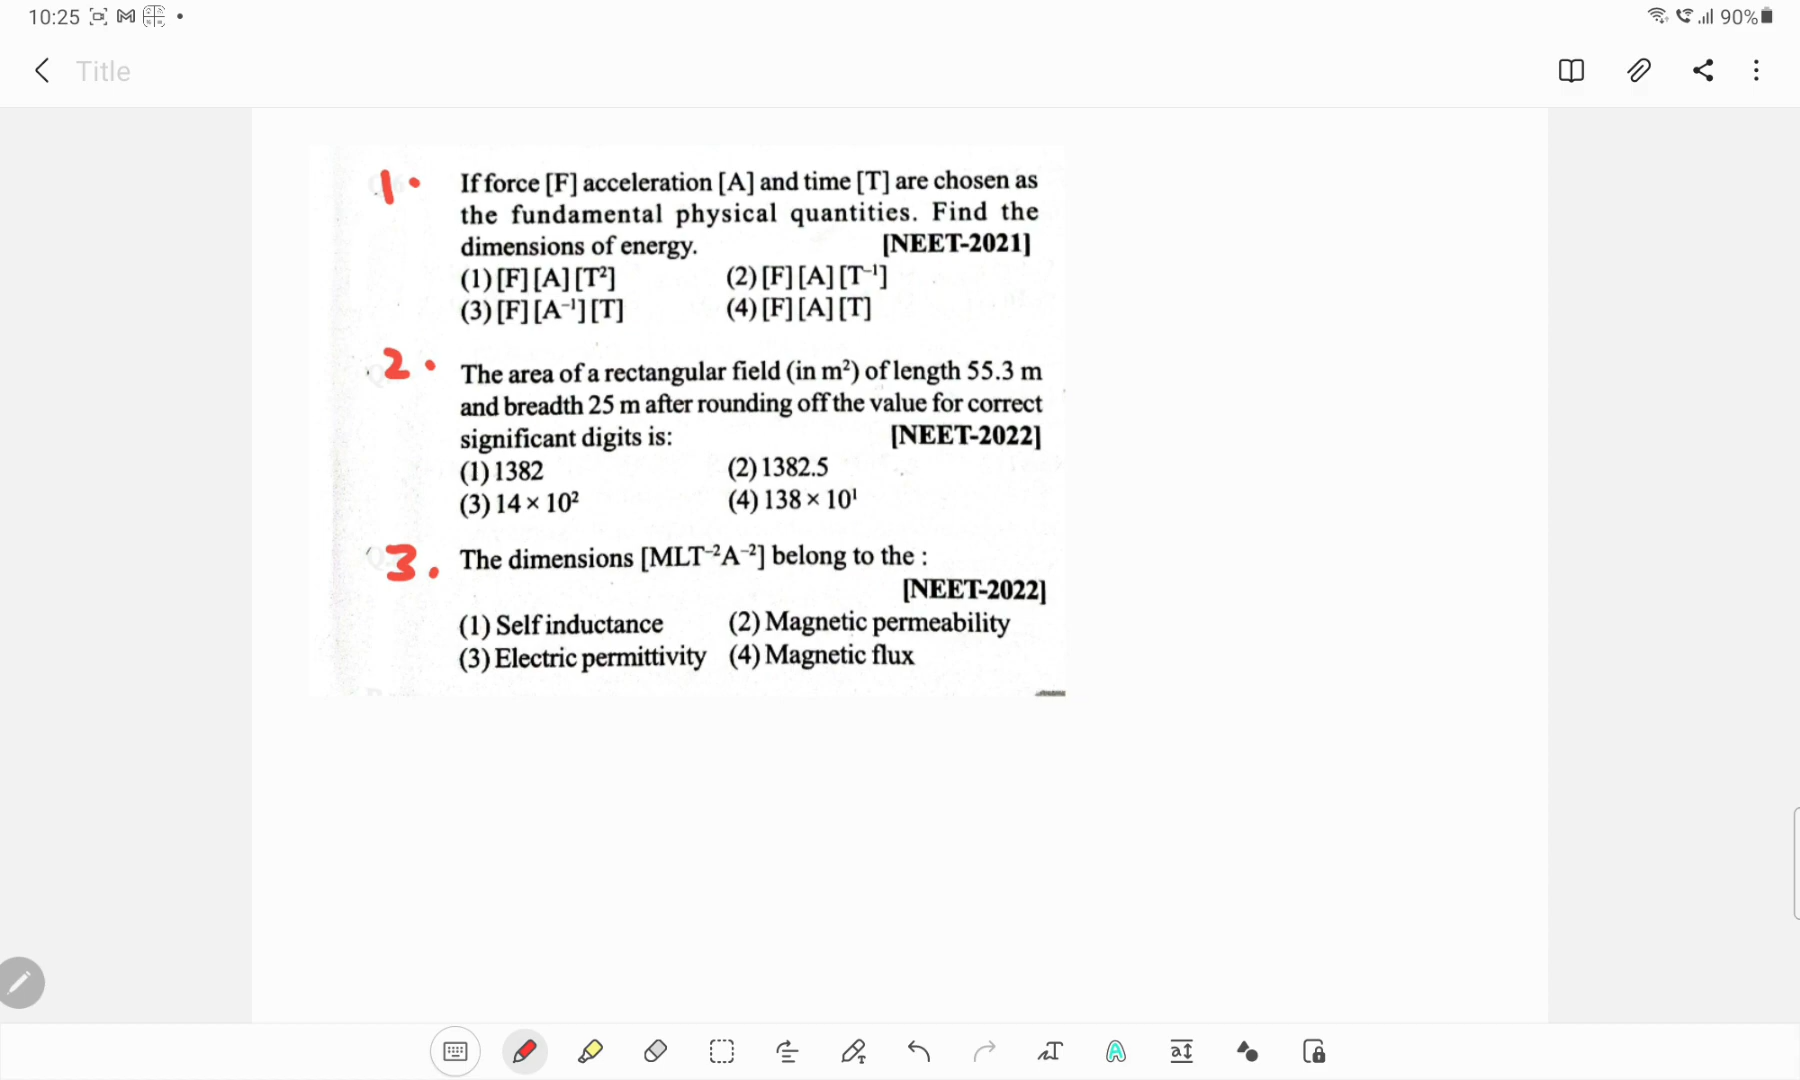 10:25
90%
Title
1. If force [F] acceleration [A] and time [T] are chosen as
the fundamental physical quantities. Find the
dimensions of energy. [NEET-2021]
(1) [F] [A] [T²] (2) [F] [A] [T⁻¹]
(3) [F] [A⁻¹] [T] (4) [F] [A] [T]
2. The area of a rectangular field (in m²) of length 55.3 m
and breadth 25 m after rounding off the value for correct
significant digits is: [NEET-2022]
(1) 1382 (2) 1382.5
(3) 14 × 10² (4) 138 × 10¹
3. The dimensions [MLT⁻²A⁻²] belong to the :
[NEET-2022]
(1) Self inductance (2) Magnetic permeability
(3) Electric permittivity (4) Magnetic flux